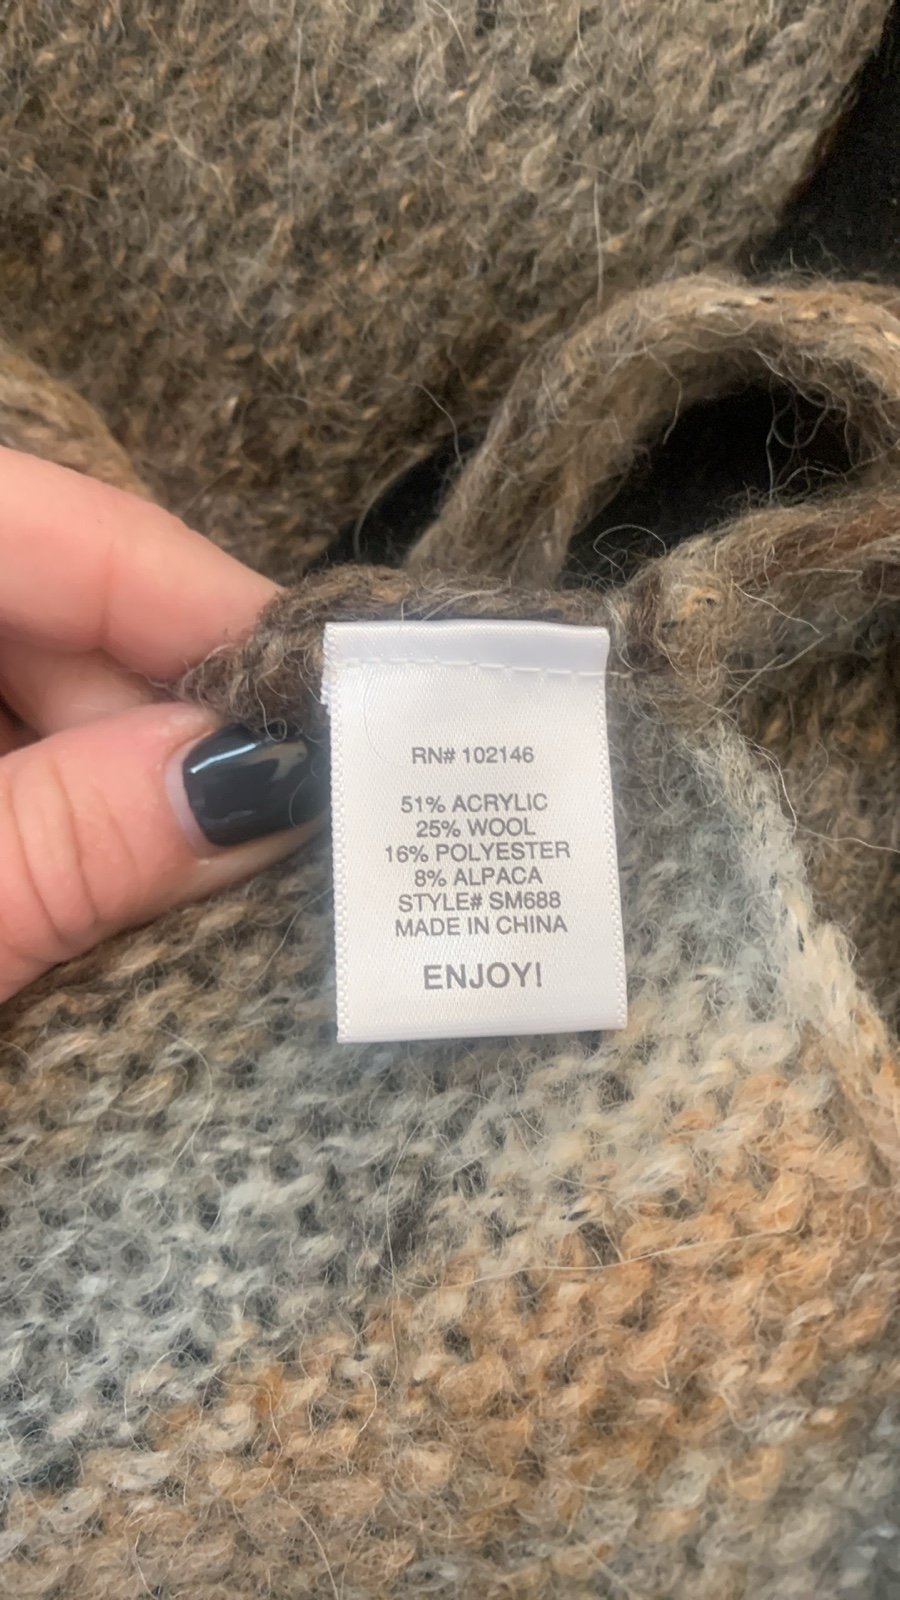 RN# 102146
51% ACRYLIC
25% WOOL
16% POLYESTER
8% ALPACA
STYLE# SM688
MADE IN CHINA
ENJOY!